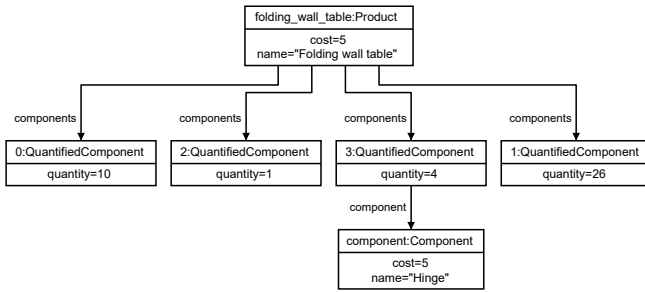 folding_wall_table:Product
cost=5
name="Folding wall table"
components
components
components
components
0:QuantifiedComponent
quantity=10
2:QuantifiedComponent
quantity=1
3:QuantifiedComponent
quantity=4
1:QuantifiedComponent
quantity=26
component
component:Component
cost=5
name="Hinge"